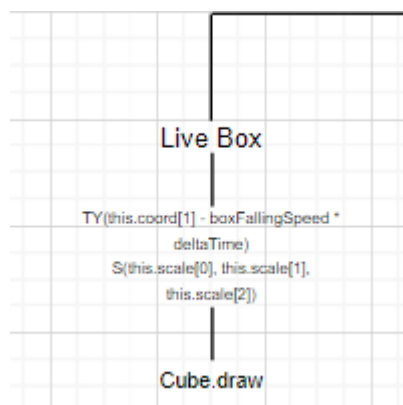 Live Box
TY(this.coord[1] - boxFallingSpeed *
deltaTime)
S(this.scale[0], this.scale[1],
this.scale[2])
Cube.draw